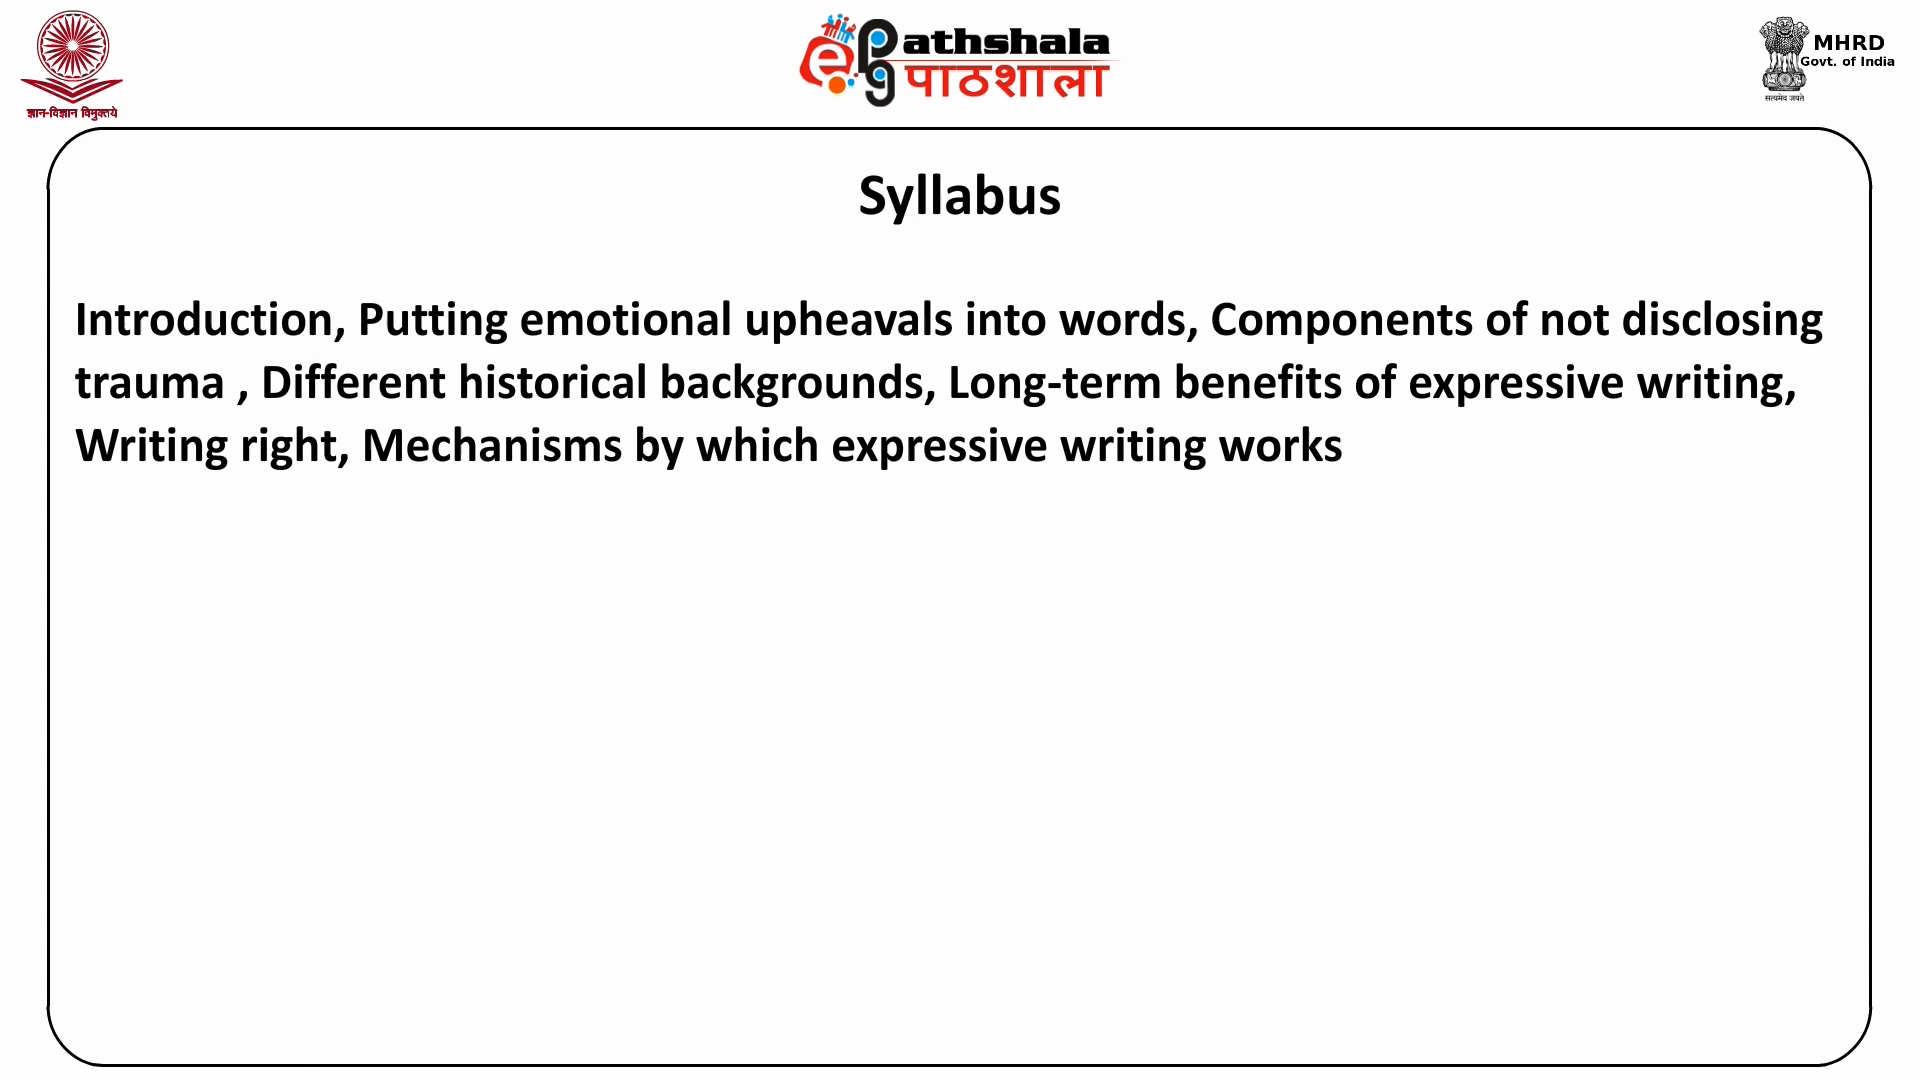 ज्ञान-विज्ञान विमुक्तये
e pg Pathshala
पाठशाला
MHRD
Govt. of India
सत्यमेव जयते
Syllabus
Introduction, Putting emotional upheavals into words, Components of not disclosing
trauma , Different historical backgrounds, Long-term benefits of expressive writing,
Writing right, Mechanisms by which expressive writing works